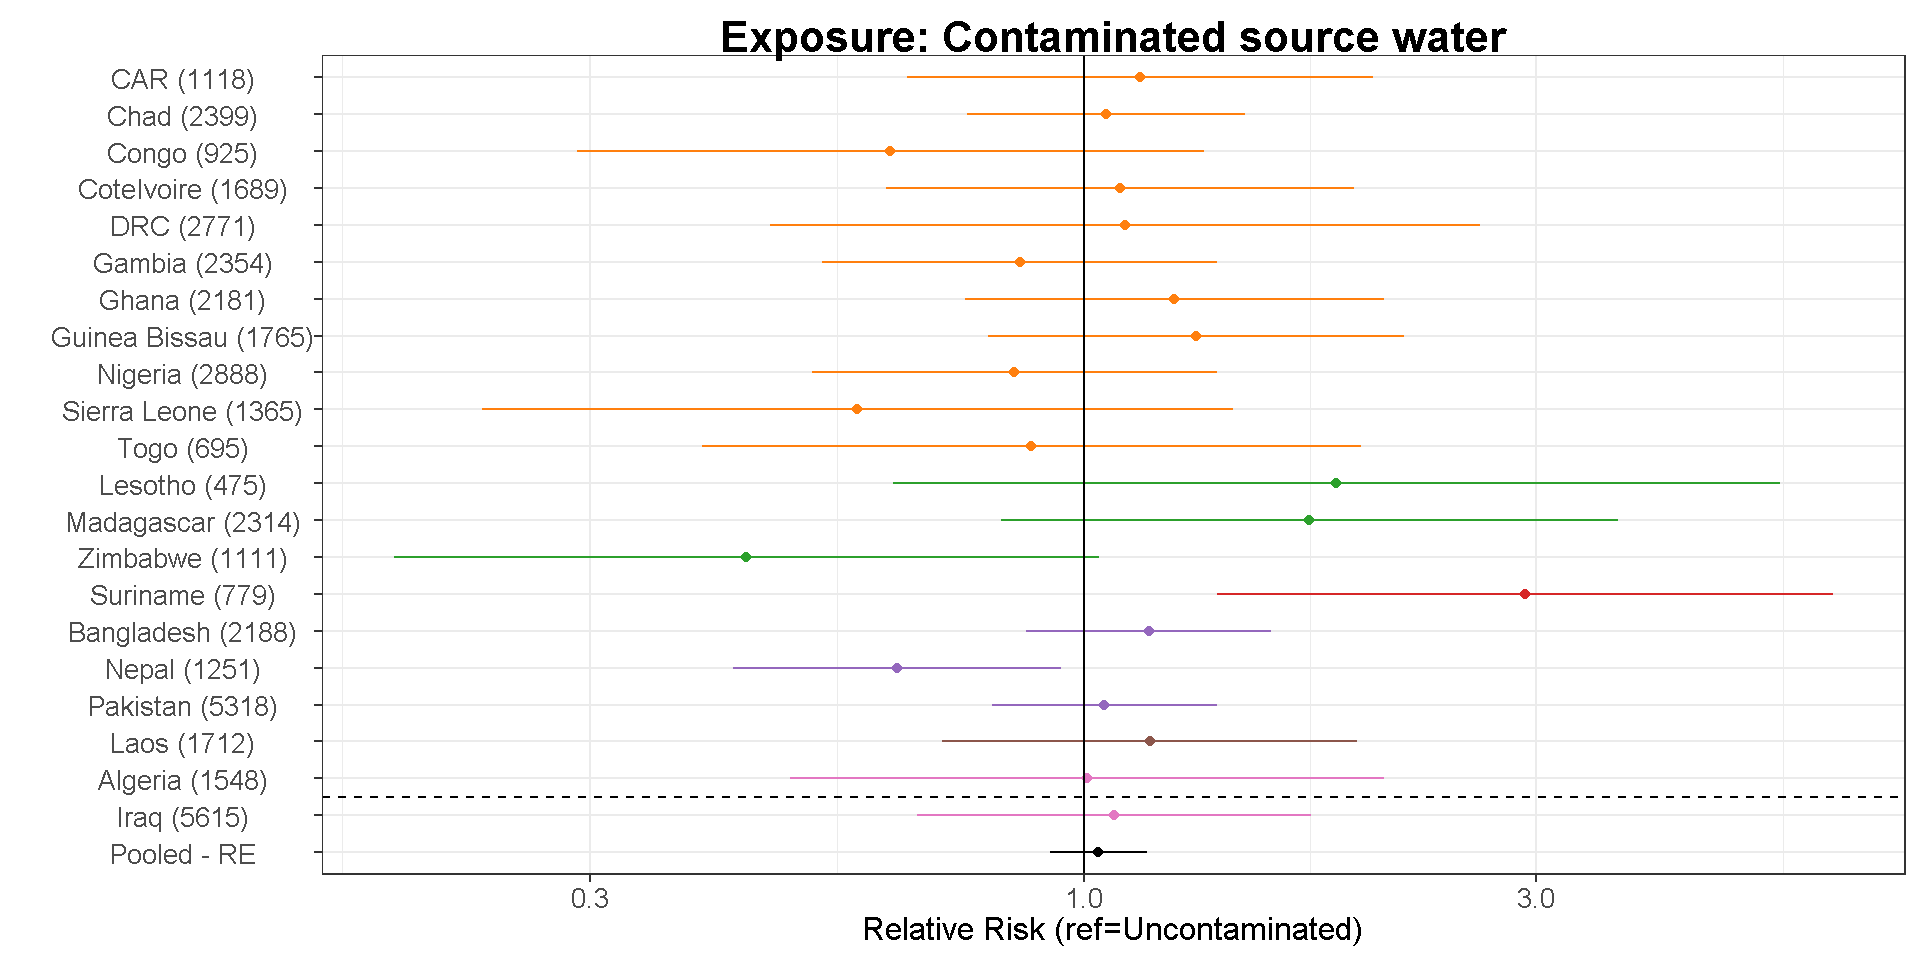 Exposure: Contaminated source water
CAR (1118)
Chad (2399)
Congo (925)
CoteIvoire (1689)
DRC (2771)
Gambia (2354)
Ghana (2181)
Guinea Bissau (1765)
Nigeria (2888)
Sierra Leone (1365)
Togo (695)
Lesotho (475)
Madagascar (2314)
Zimbabwe (1111)
Suriname (779)
Bangladesh (2188)
Nepal (1251)
Pakistan (5318)
Laos (1712)
Algeria (1548)
Iraq (5615)
Pooled - RE
0.3 1.0 3.0
Relative Risk (ref=Uncontaminated)